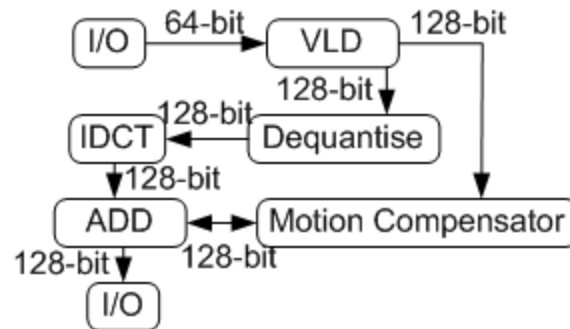 I/O 64-bit VLD 128-bit
128-bit
128-bit
IDCT Dequantise
128-bit
ADD Motion Compensator
128-bit 128-bit
I/O